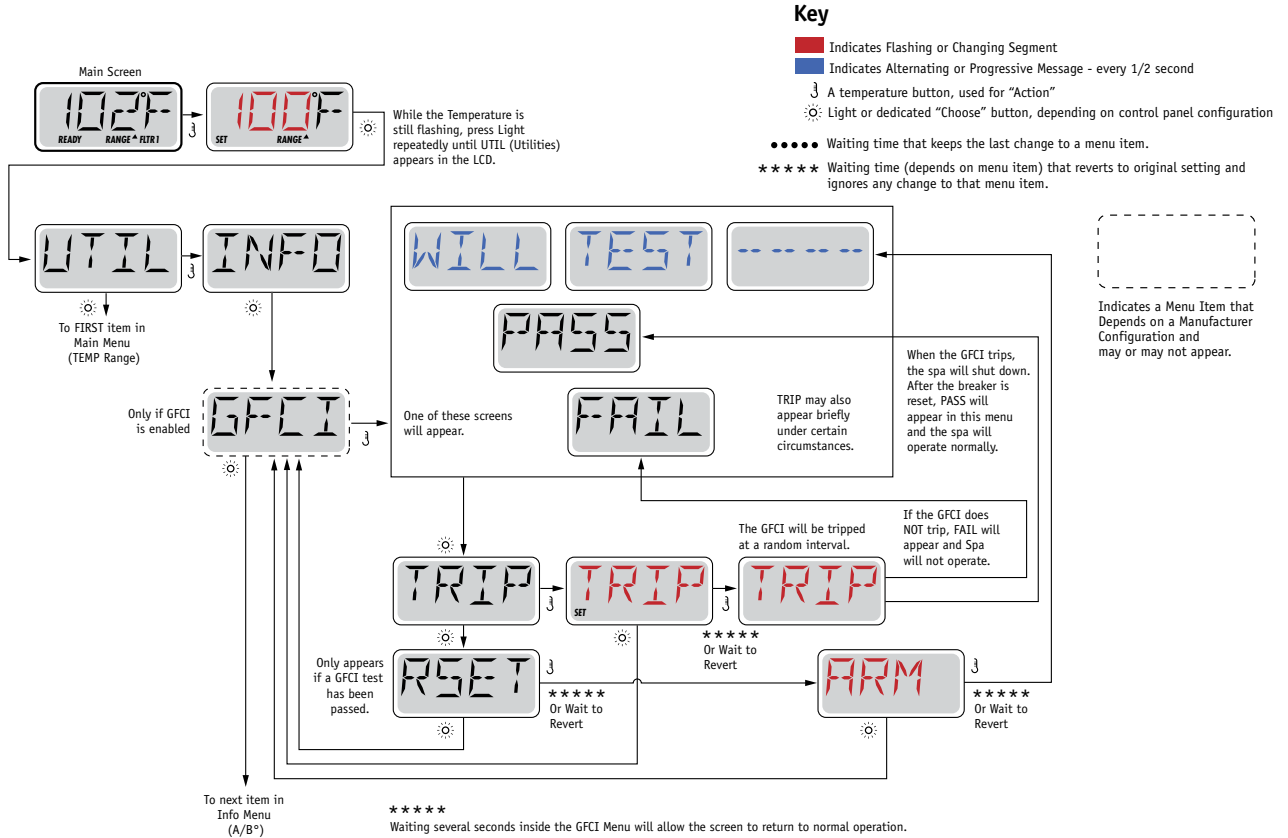 Key
Indicates Flashing or Changing Segment
Indicates Alternating or Progressive Message - every 1/2 second
A temperature button, used for “Action”
Light or dedicated “Choose” button, depending on control panel configuration
••••• Waiting time that keeps the last change to a menu item.
***** Waiting time (depends on menu item) that reverts to original setting and
ignores any change to that menu item.
Indicates a Menu Item that
Depends on a Manufacturer
Configuration and
may or may not appear.
Main Screen
102°F
READY RANGE FLTR1
100°F
SET RANGE
While the Temperature is
still flashing, press Light
repeatedly until UTIL (Utilities)
appears in the LCD.
UTIL
INFO
To FIRST item in
Main Menu
(TEMP Range)
WILL
TEST
-----
PASS
FAIL
One of these screens
will appear.
TRIP may also
appear briefly
under certain
circumstances.
When the GFCI trips,
the spa will shut down.
After the breaker is
reset, PASS will
appear in this menu
and the spa will
operate normally.
Only if GFCI
is enabled
GFCI
The GFCI will be tripped
at a random interval.
If the GFCI does
NOT trip, FAIL will
appear and Spa
will not operate.
TRIP
TRIP
SET
TRIP
*****
Or Wait to
Revert
Only appears
if a GFCI test
has been
passed.
RSET
*****
Or Wait to
Revert
ARM
*****
Or Wait to
Revert
To next item in
Info Menu
(A/B°)
*****
Waiting several seconds inside the GFCI Menu will allow the screen to return to normal operation.